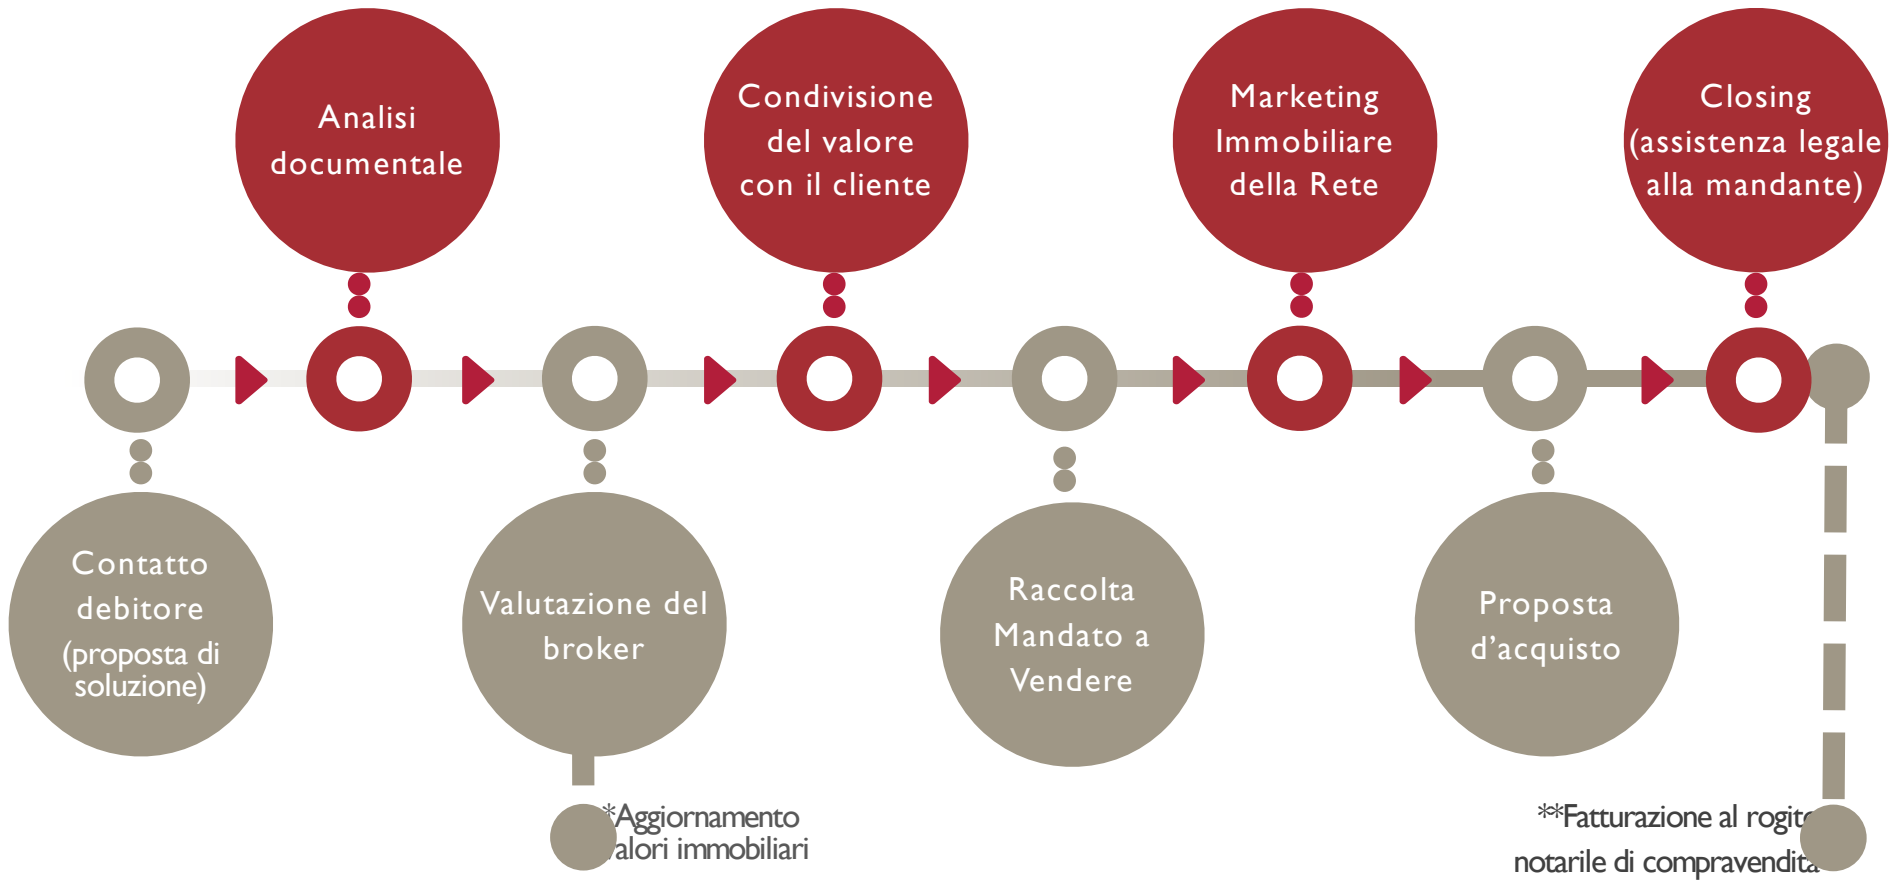 Analisi
documentale
Condivisione
del valore
con il cliente
Marketing
Immobiliare
della Rete
Closing
(assistenza legale
alla mandante)
Contatto
debitore
(proposta di
soluzione)
Valutazione del
broker
Raccolta
Mandato a
Vendere
Proposta
d’acquisto
*Aggiornamento
valori immobiliari
**Fatturazione al rogito
notarile di compravendita